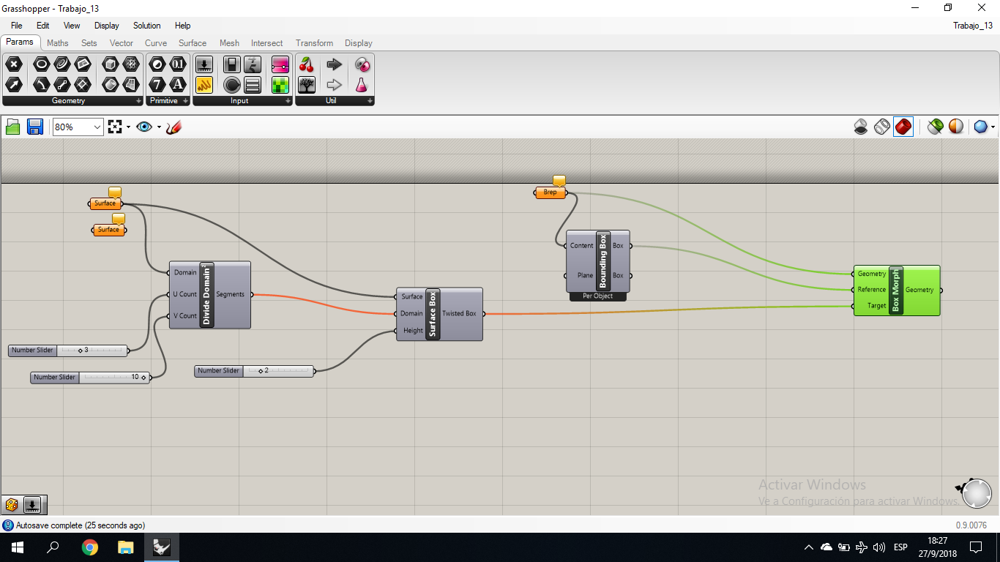 Grasshopper - Trabajo_13
File Edit View Display Solution Help
Trabajo_13
Params Maths Sets Vector Curve Surface Mesh Intersect Transform Display
0.1
7 A
Geometry Primitive Input Util
80%
Surface
Surface
Domain
U Count
V Count
Divide Domain²
Segments
Number Slider 3
Number Slider 10
Number Slider 2
Surface
Domain
Height
Surface Box
Twisted Box
Brep
Content
Plane
Bounding Box
Box
Box
Per Object
Geometry
Reference
Target
Box Morph
Geometry
Activar Windows
Ve a Configuración para activar Windows.
Autosave complete (25 seconds ago)
0.9.0076
ESP
18:27
27/9/2018